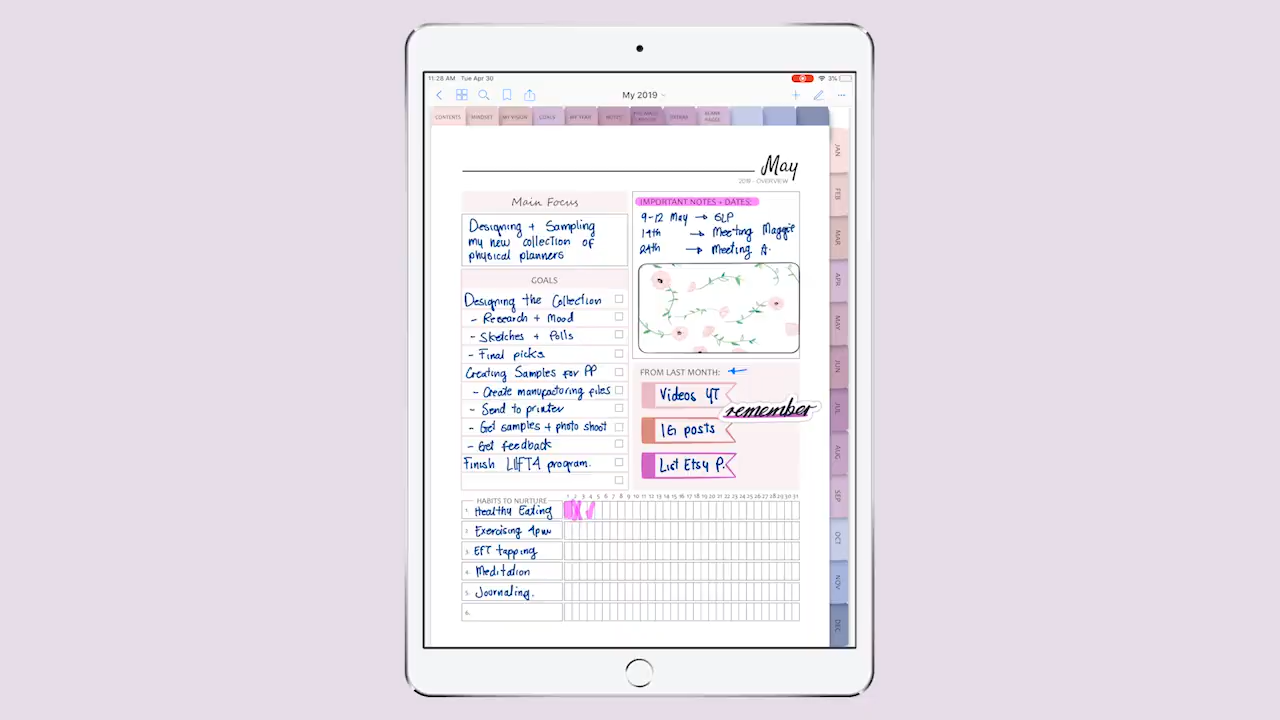 11:28 AM Tue Apr 30
3%
My 2019
CONTENTS
MINDSET
MY VISION
GOALS
MY YEAR
NOTES
EXTRAS
BLANK
PAGES
May
2019 - OVERVIEW
Main Focus
Designing + Sampling
my new collection of
physical planners
GOALS
Designing the Collection
- Research + Mood
- Sketches + Polls
- Final picks
Creating Samples for PP
- Create manufactoring files
- Send to printer
- Get samples + photo shoot
- Get feedback
Finish LIIFT4 program.
IMPORTANT NOTES + DATES:
9-12 May → SLP
14th → Meeting Maggie
24th → Meeting A.
FROM LAST MONTH: ←
Videos YT
remember
IG posts
List Etsy P.
HABITS TO NURTURE
1 2 3 4 5 6 7 8 9 10 11 12 13 14 15 16 17 18 19 20 21 22 23 24 25 26 27 28 29 30 31
1. Healthy Eating
2. Exercising 4pw
3. EFT tapping
4. Meditation
5. Journaling.
6.
JAN
FEB
MAR
APR
MAY
JUN
JUL
AUG
SEP
OCT
NOV
DEC